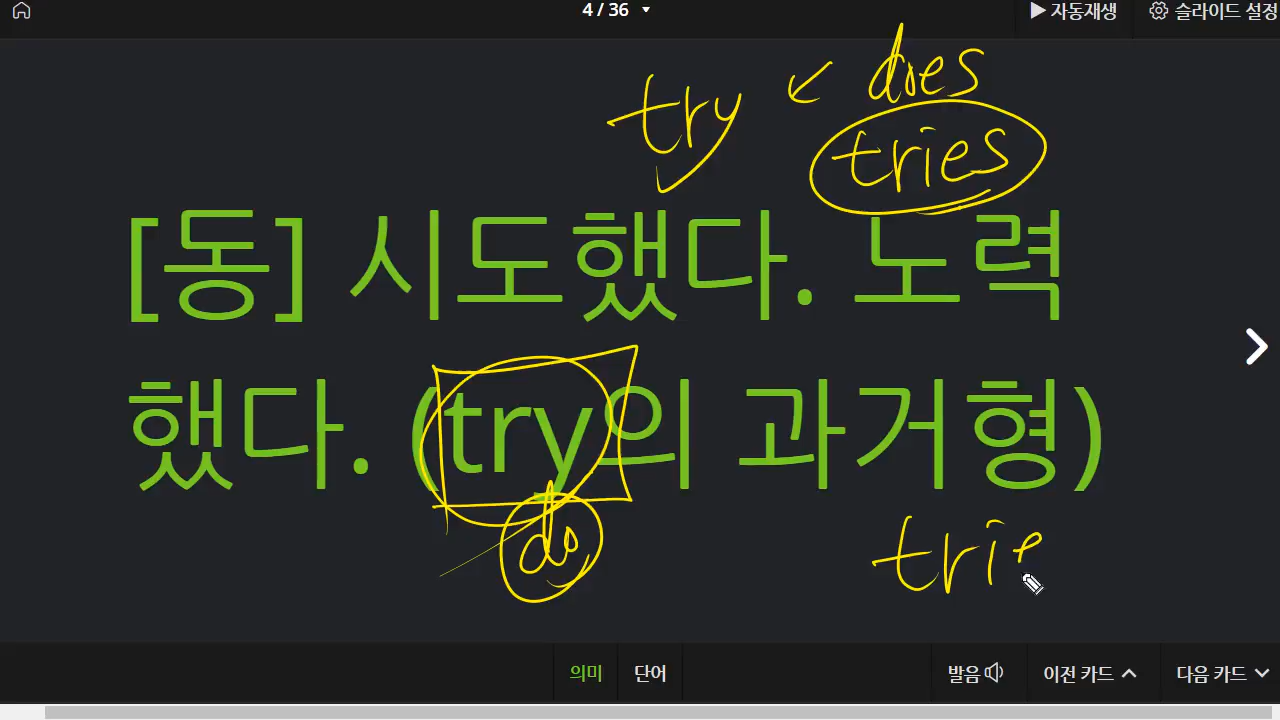 4 / 36
자동재생
슬라이드 설정
does
try
tries
[동] 시도했다. 노력
했다. (try의 과거형)
do
trie
의미
단어
발음
이전 카드
다음 카드